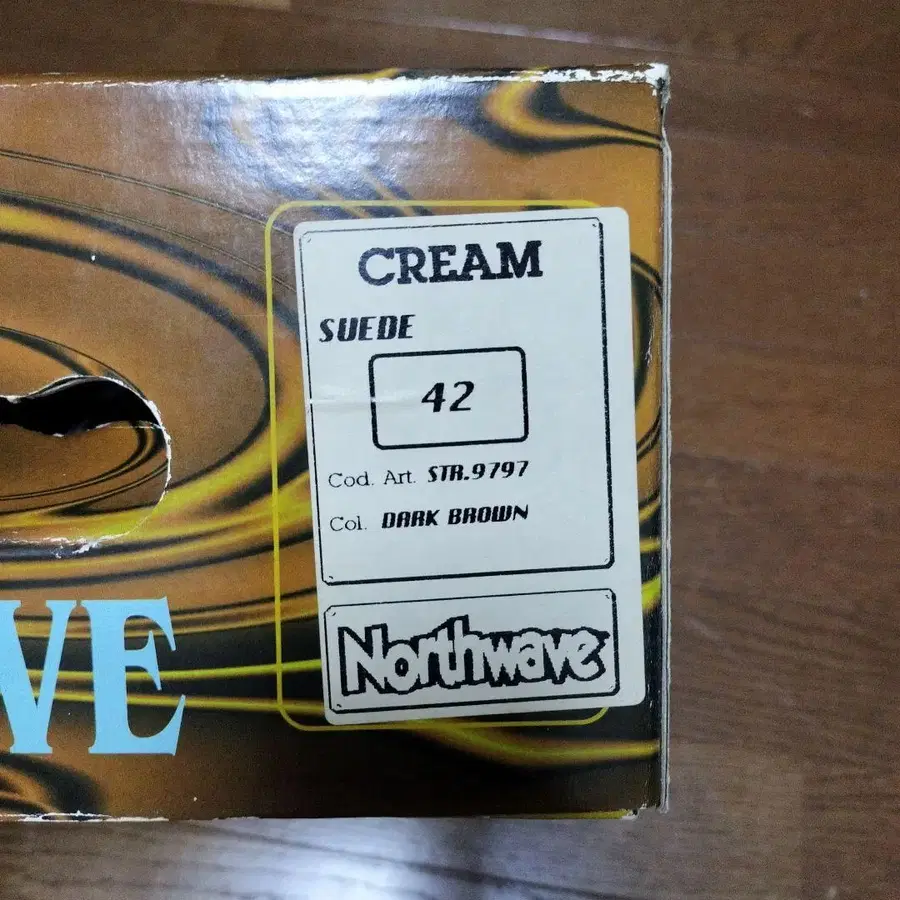 CREAM
SUEDE
42
Cod. Art. STR.9797
Col. DARK BROWN
Northwave
VE